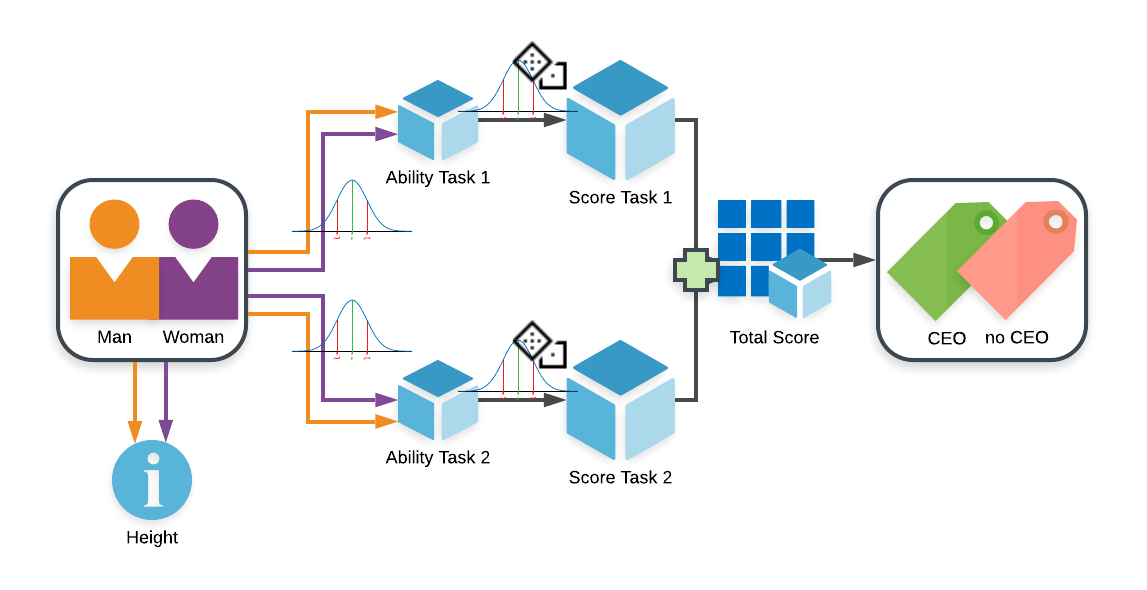 Ability Task 1
Score Task 1
Man
Woman
Total Score
CEO
no CEO
Ability Task 2
Score Task 2
Height